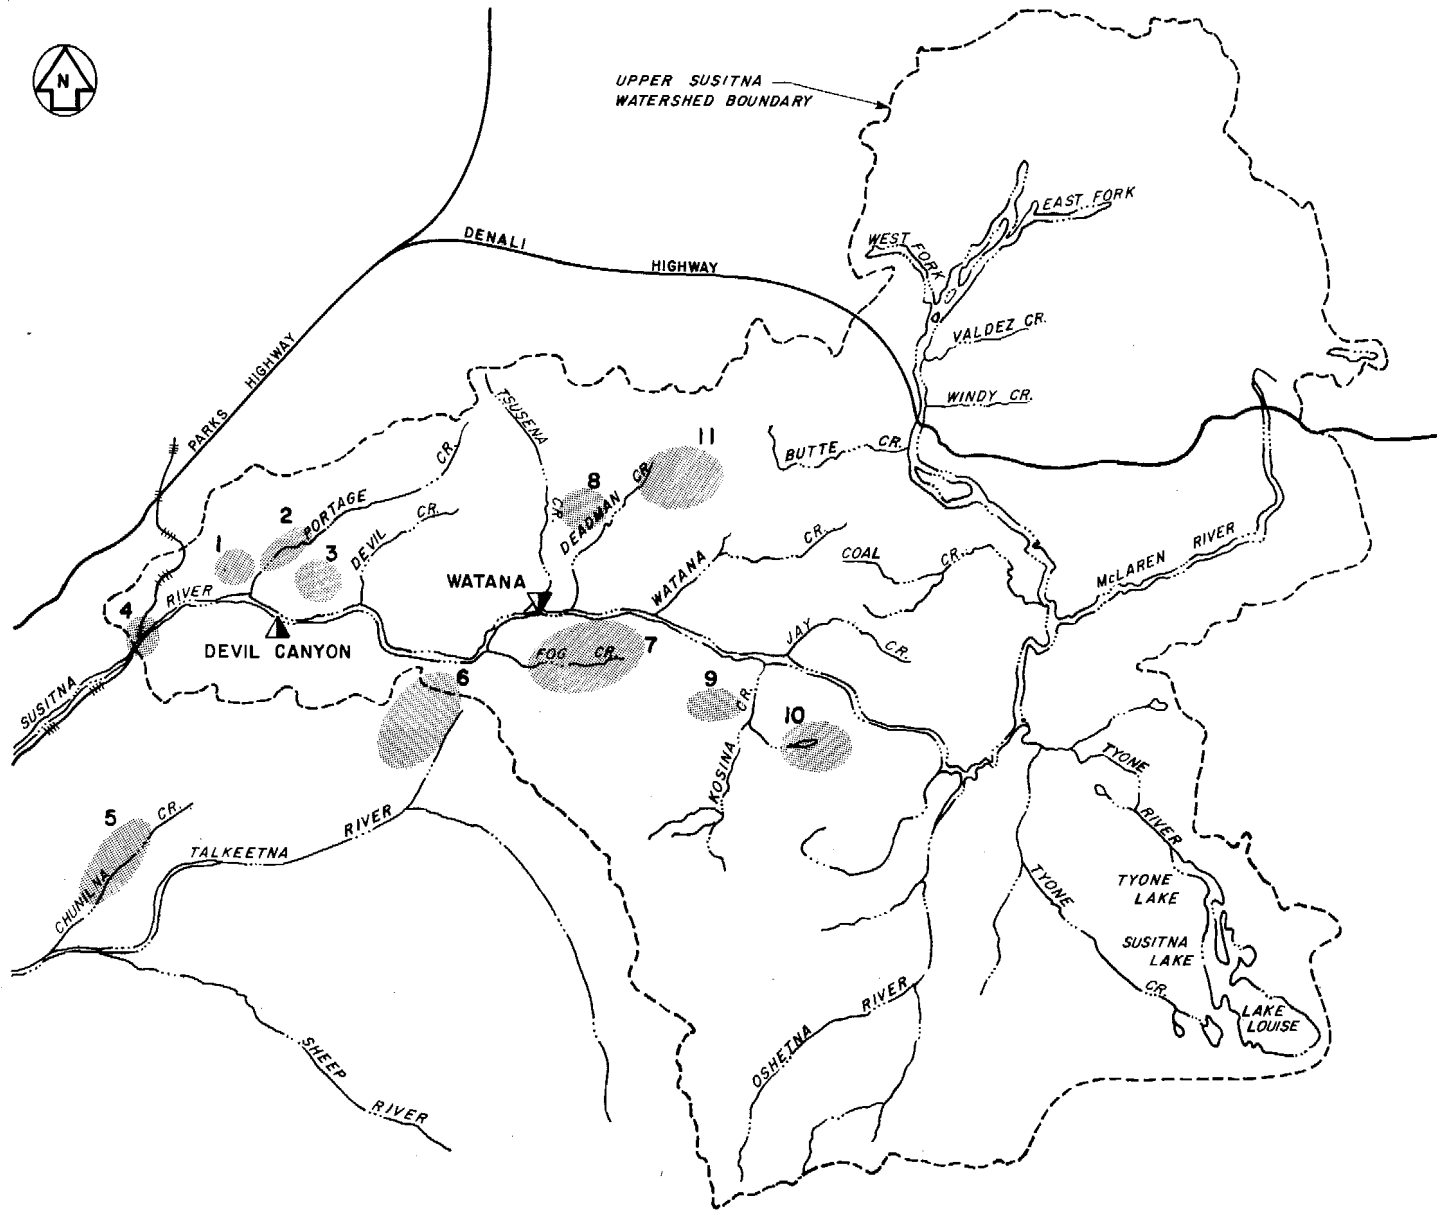 N
UPPER SUSITNA
WATERSHED BOUNDARY
EAST FORK
WEST FORK
DENALI HIGHWAY
VALDEZ CR.
PARKS HIGHWAY
WINDY CR.
TSUSENA CR.
BUTTE CR.
11
8
DEADMAN CR.
PORTAGE CR.
2
DEVIL CR.
1
3
WATANA CR.
COAL CR.
McLAREN RIVER
WATANA
4
SUSITNA RIVER
DEVIL CANYON
JAY CR.
FOG CR.
7
6
9
10
KOSINA CR.
TYONE RIVER
5
CHUNILNA CR.
TALKEETNA RIVER
TYONE
LAKE
TYONE CR.
SUSITNA
LAKE
LAKE
LOUISE
OSHETNA RIVER
SHEEP RIVER